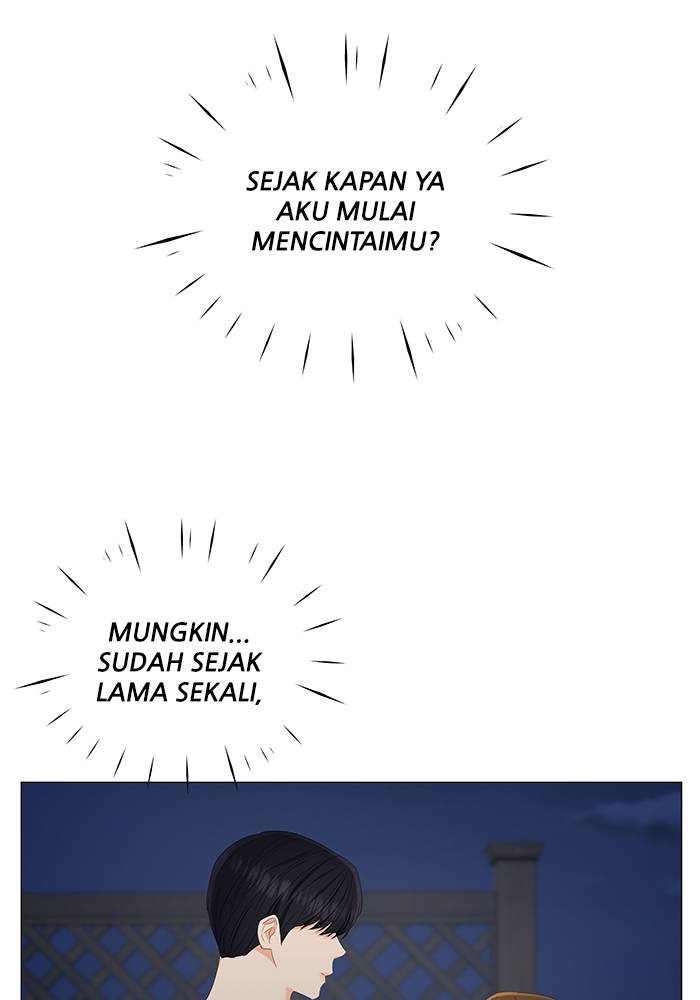 SEJAK KAPAN YA
AKU MULAI
MENCINTAIMU?
MUNGKIN...
SUDAH SEJAK
LAMA SEKALI,